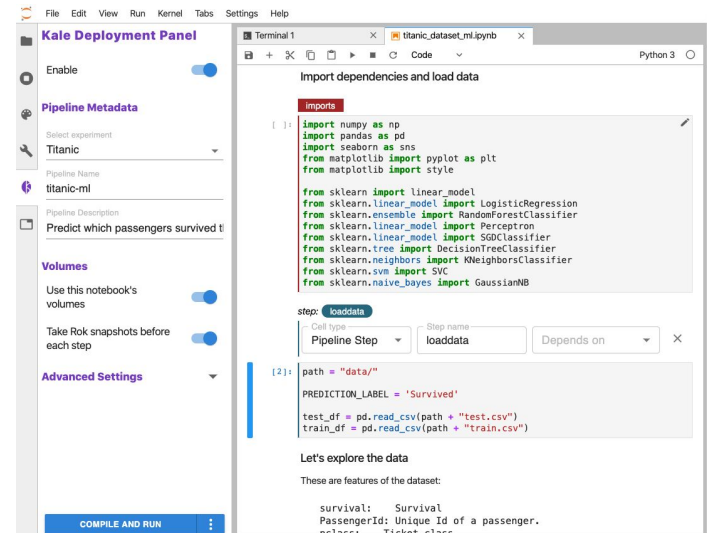 File Edit View Run Kernel Tabs Settings Help
Kale Deployment Panel
Enable
Pipeline Metadata
Select experiment
Titanic
Pipeline Name
titanic-ml
Pipeline Description
Predict which passengers survived tl
Volumes
Use this notebook's
volumes
Take Rok snapshots before
each step
Advanced Settings
COMPILE AND RUN
Terminal 1
titanic_dataset_ml.ipynb
Code
Python 3
Import dependencies and load data
imports
[ ]:
import numpy as np
import pandas as pd
import seaborn as sns
from matplotlib import pyplot as plt
from matplotlib import style
from sklearn import linear_model
from sklearn.linear_model import LogisticRegression
from sklearn.ensemble import RandomForestClassifier
from sklearn.linear_model import Perceptron
from sklearn.linear_model import SGDClassifier
from sklearn.tree import DecisionTreeClassifier
from sklearn.neighbors import KNeighborsClassifier
from sklearn.svm import SVC
from sklearn.naive_bayes import GaussianNB
step: loaddata
Cell type
Pipeline Step
Step name
loaddata
Depends on
[2]:
path = "data/"
PREDICTION_LABEL = 'Survived'
test_df = pd.read_csv(path + "test.csv")
train_df = pd.read_csv(path + "train.csv")
Let's explore the data
These are features of the dataset:
survival: Survival
PassengerId: Unique Id of a passenger.
pclass: Ticket class